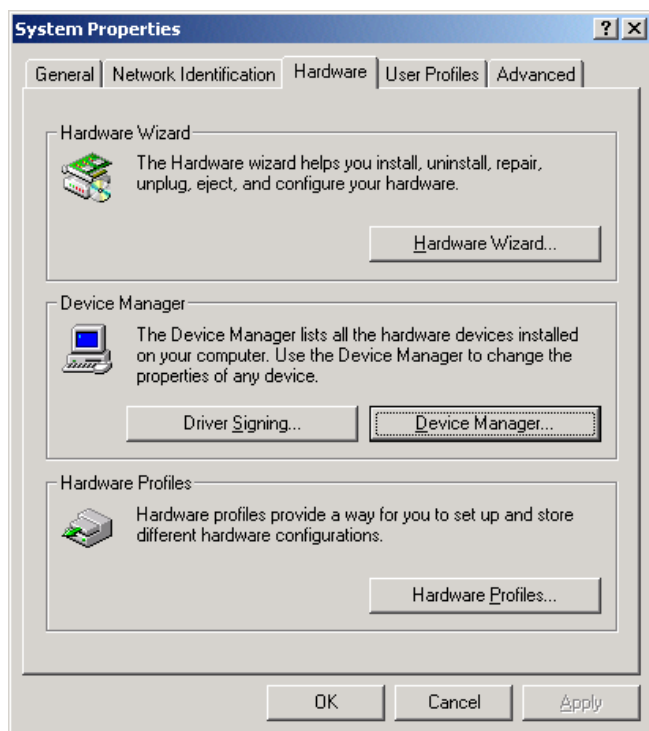 System Properties
General
Network Identification
Hardware
User Profiles
Advanced
Hardware Wizard
The Hardware wizard helps you install, uninstall, repair,
unplug, eject, and configure your hardware.
Hardware Wizard...
Device Manager
The Device Manager lists all the hardware devices installed
on your computer. Use the Device Manager to change the
properties of any device.
Driver Signing...
Device Manager...
Hardware Profiles
Hardware profiles provide a way for you to set up and store
different hardware configurations.
Hardware Profiles...
OK
Cancel
Apply